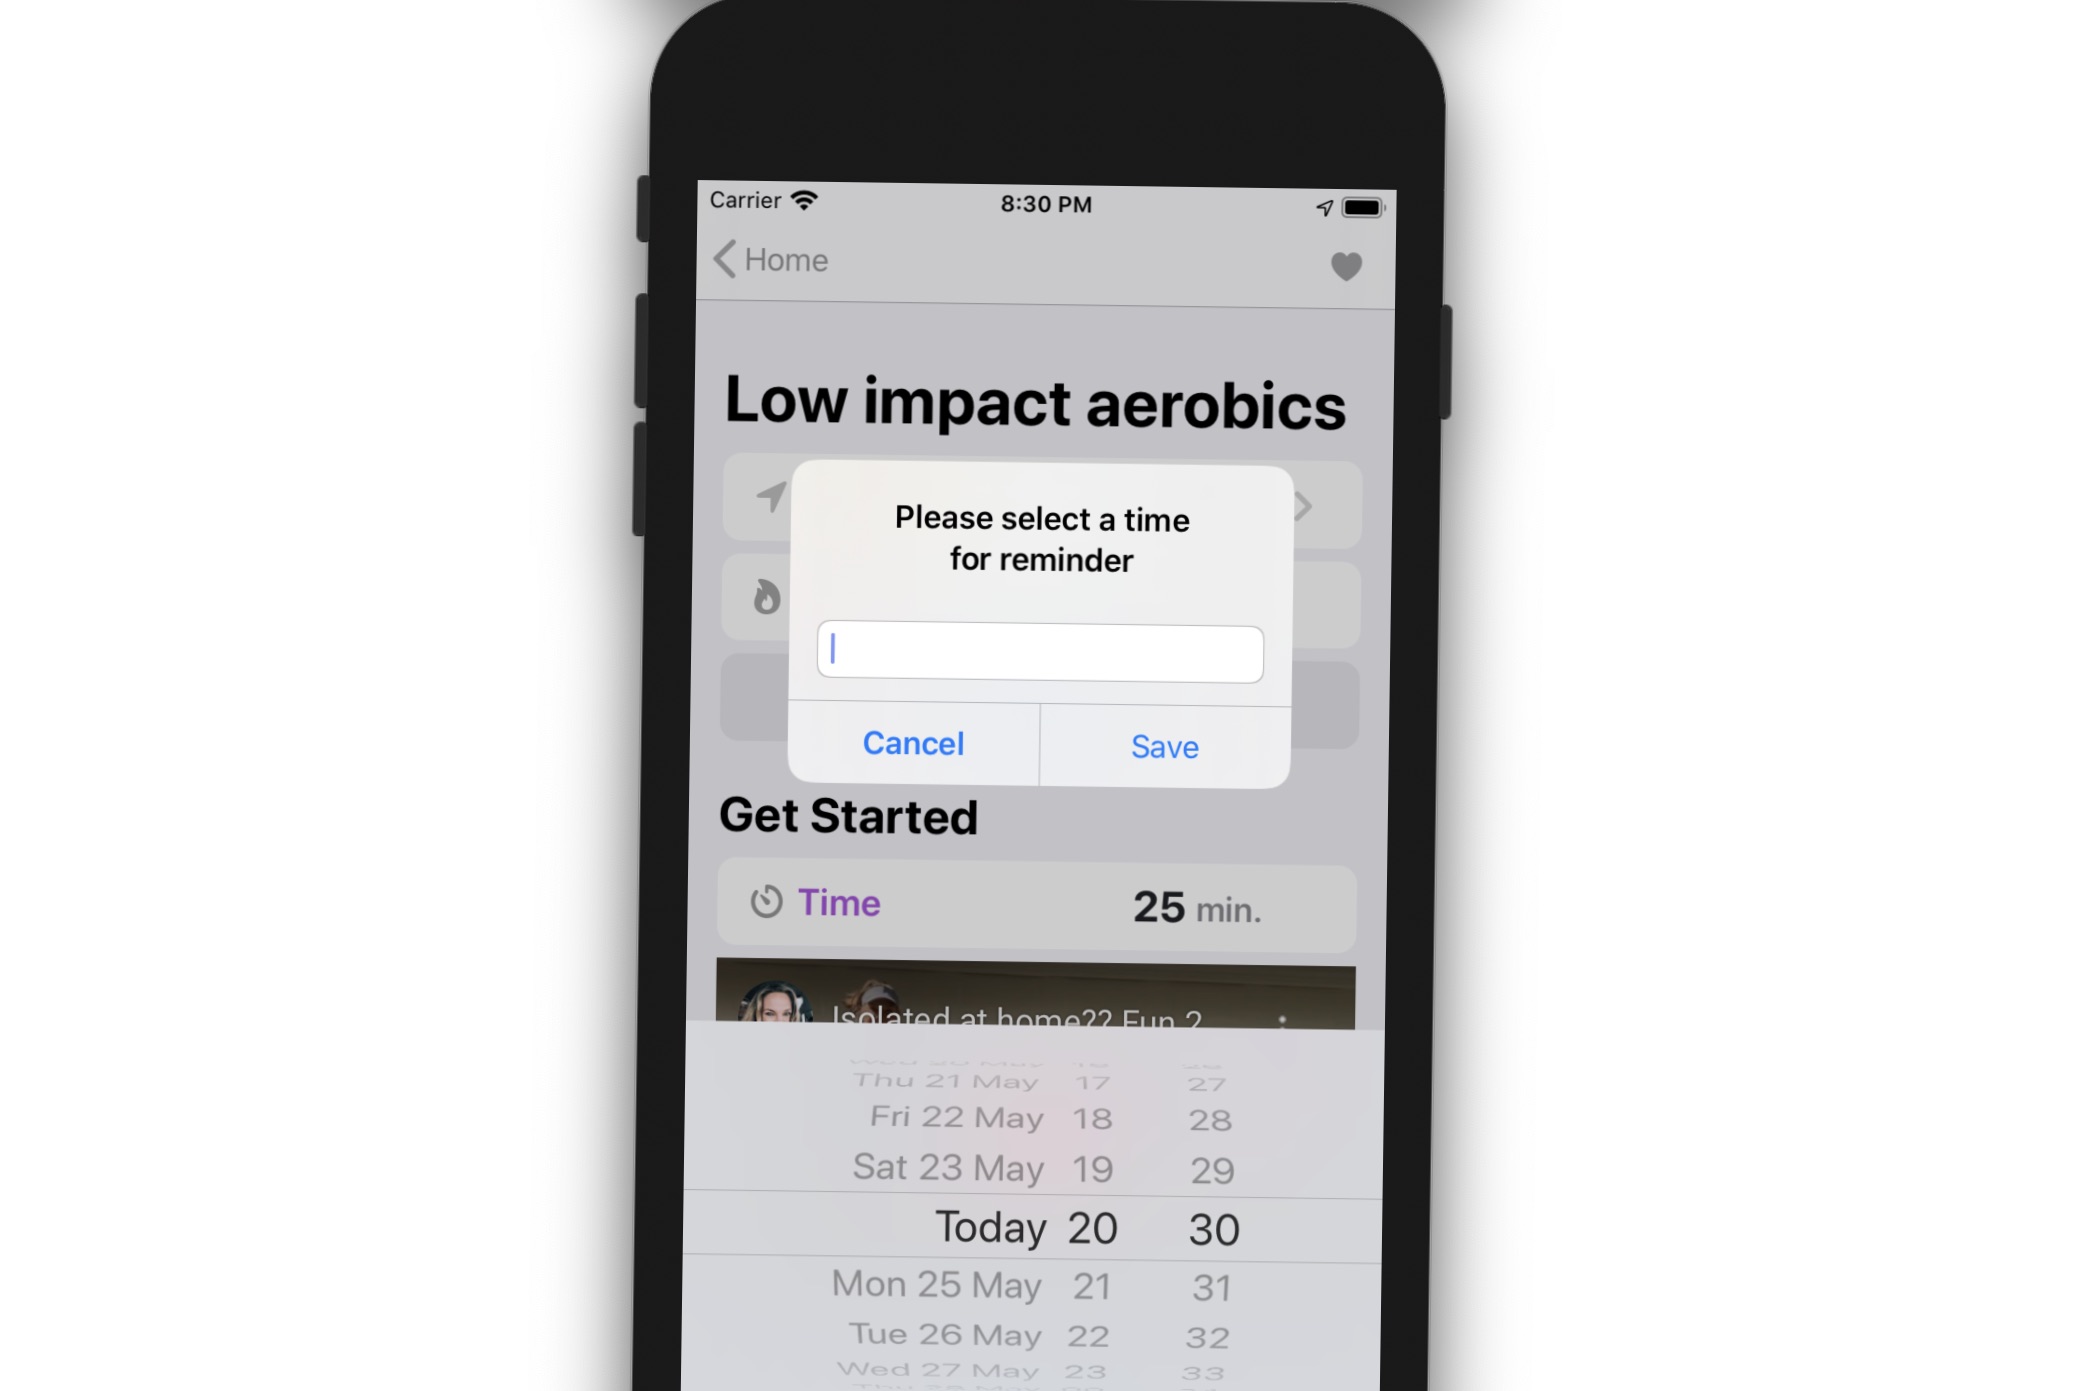 Carrier
8:30 PM
Home
Low impact aerobics
Please select a time
for reminder
Cancel
Save
Get Started
Time
25 min.
Isolated at home?? Fun 2
Thu 21 May 17 27
Fri 22 May 18 28
Sat 23 May 19 29
Today 20 30
Mon 25 May 21 31
Tue 26 May 22 32
Wed 27 May 23 33